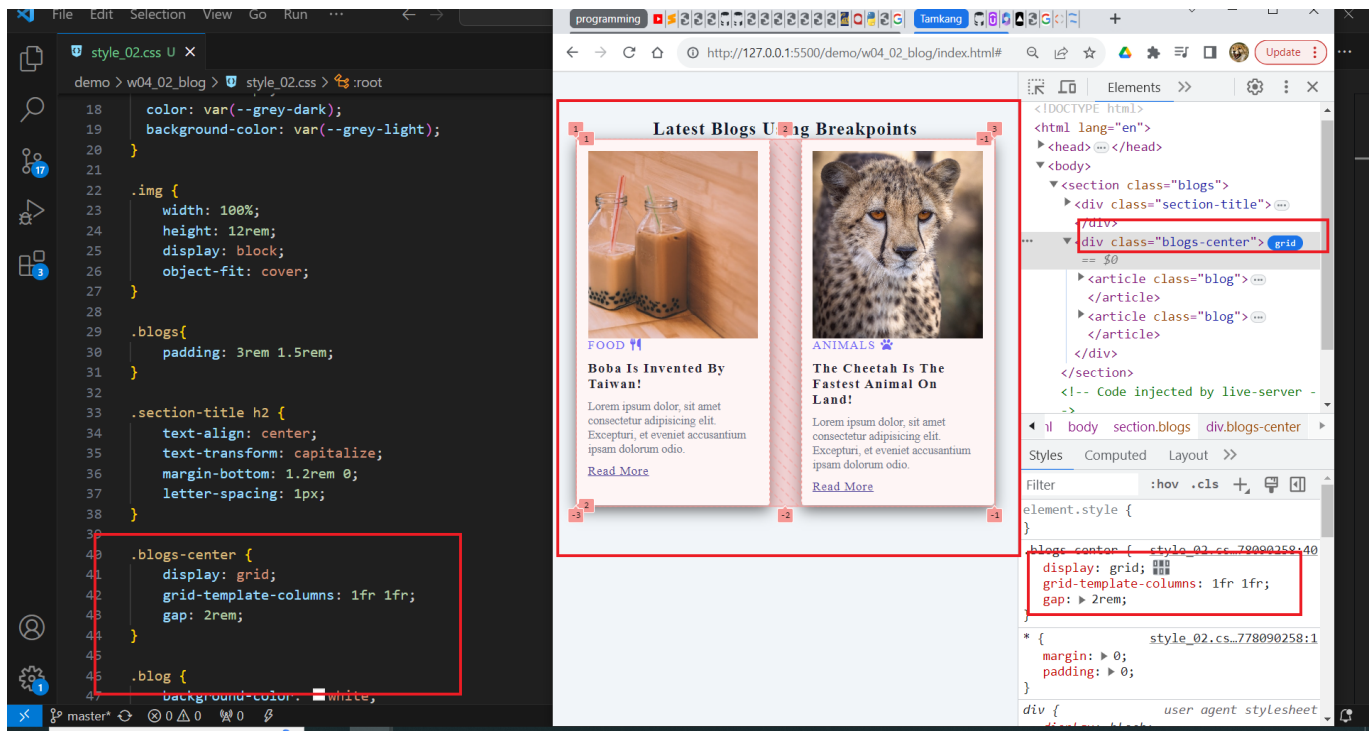 File Edit Selection View Go Run ···
style_02.css U
demo > w04_02_blog > style_02.css > :root
18 color: var(--grey-dark);
19 background-color: var(--grey-light);
20 }
21
22 .img {
23 width: 100%;
24 height: 12rem;
25 display: block;
26 object-fit: cover;
27 }
28
29 .blogs{
30 padding: 3rem 1.5rem;
31 }
32
33 .section-title h2 {
34 text-align: center;
35 text-transform: capitalize;
36 margin-bottom: 1.2rem 0;
37 letter-spacing: 1px;
38 }
39
40 .blogs-center {
41 display: grid;
42 grid-template-columns: 1fr 1fr;
43 gap: 2rem;
44 }
45
46 .blog {
47 background-color: white;
17
3
1
master* 0 0 0
programming
Tamkang
http://127.0.0.1:5500/demo/w04_02_blog/index.html#
Update
Latest Blogs Using Breakpoints
1 2 3
1 -1
FOOD
Boba Is Invented By
Taiwan!
Lorem ipsum dolor, sit amet
consectetur adipisicing elit.
Excepturi, et eveniet accusantium
ipsam dolorum odio.
Read More
ANIMALS
The Cheetah Is The
Fastest Animal On
Land!
Lorem ipsum dolor, sit amet
consectetur adipisicing elit.
Excepturi, et eveniet accusantium
ipsam dolorum odio.
Read More
2
-3 -2 -1
Elements
<!DOCTYPE html>
<html lang="en">
<head> ··· </head>
<body>
<section class="blogs">
<div class="section-title"> ···
</div>
··· <div class="blogs-center"> grid
== $0
<article class="blog"> ···
</article>
<article class="blog"> ···
</article>
</div>
</section>
<!-- Code injected by live-server -
->
body section.blogs div.blogs-center
Styles Computed Layout
Filter :hov .cls
element.style {
}
.blogs-center { style_02.cs…78090258:40
display: grid;
grid-template-columns: 1fr 1fr;
gap: 2rem;
}
* { style_02.cs…778090258:1
margin: 0;
padding: 0;
}
div { user agent stylesheet